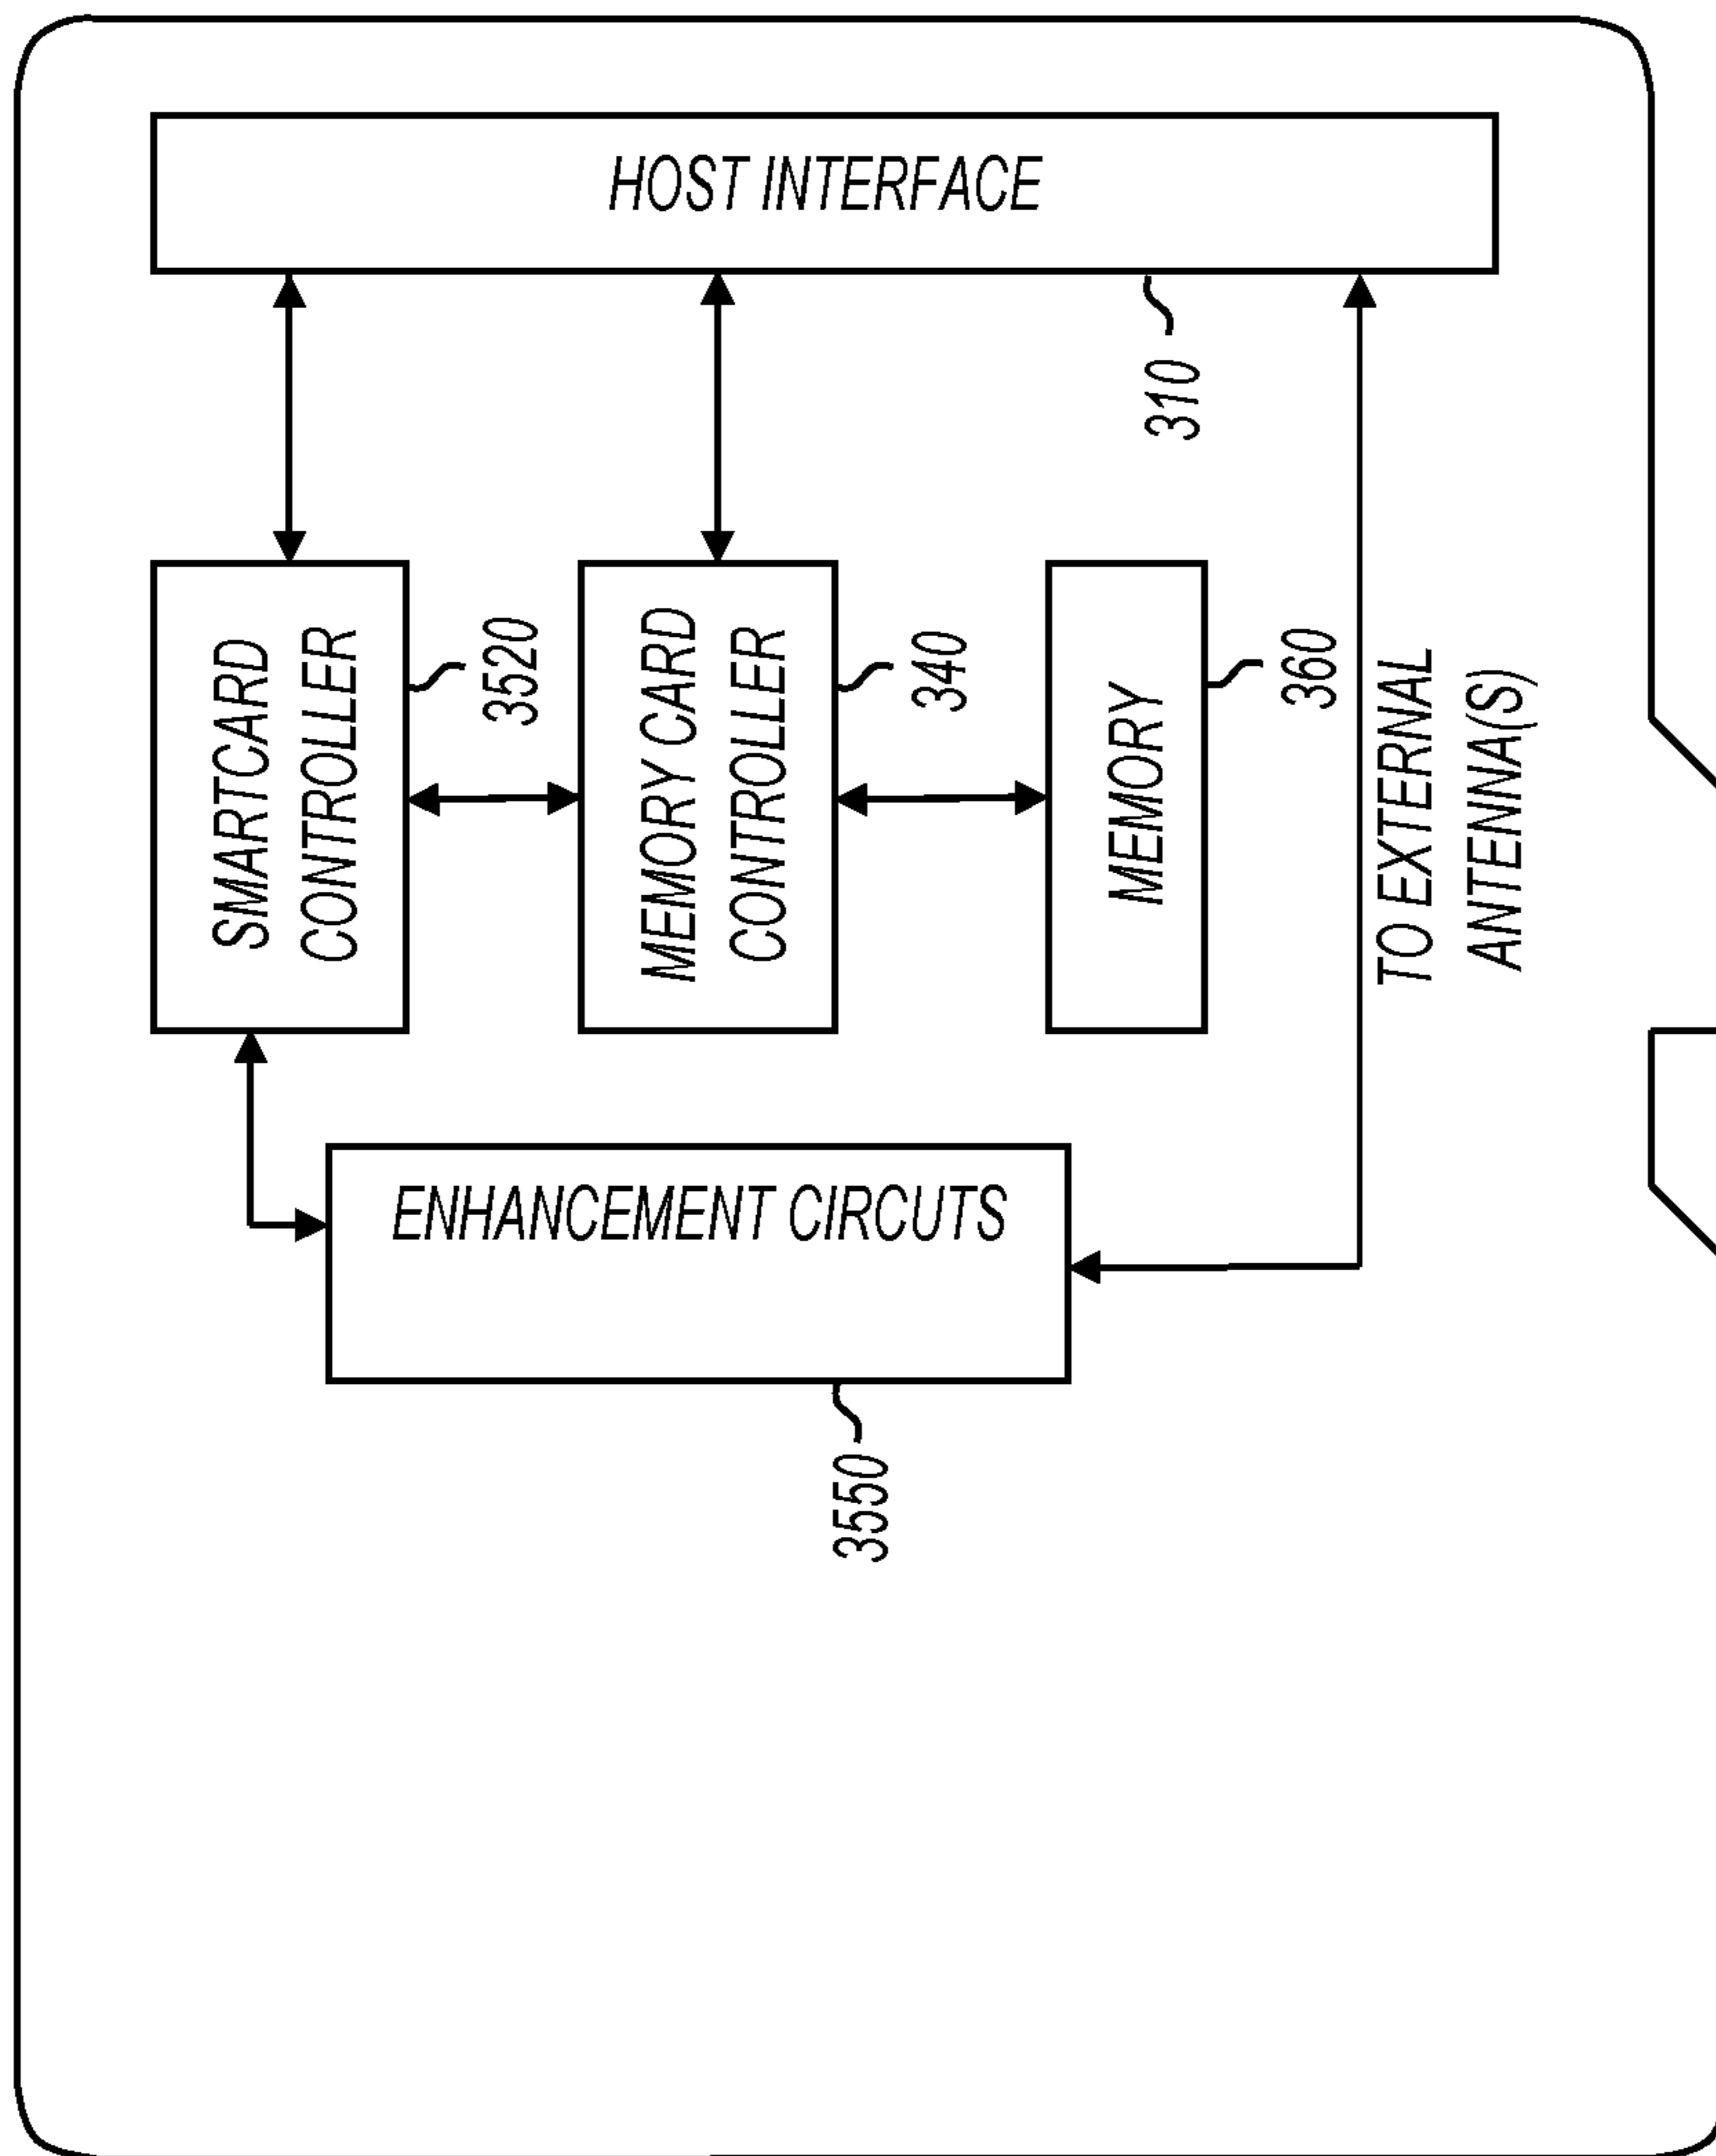 HOST INTERFACE
310
SMARTCARD
CONTROLLER
3520
MEMORY CARD
CONTROLLER
340
MEMORY
360
TO EXTERNAL
ANTENNA(S)
ENHANCEMENT CIRCUTS
3550